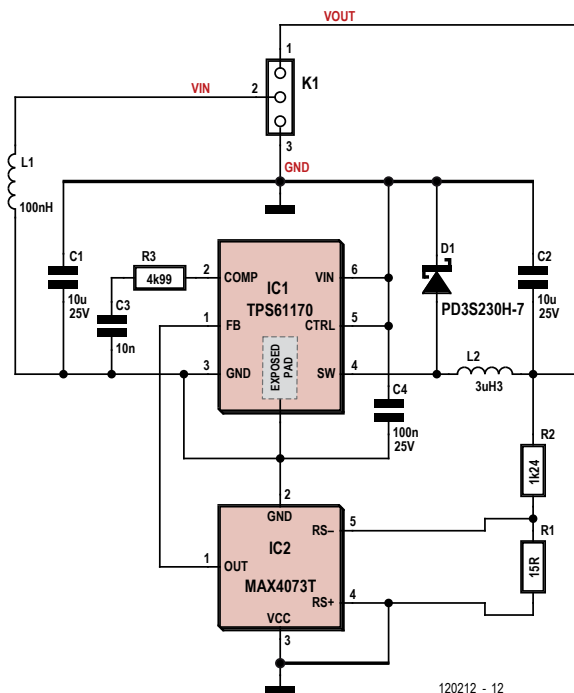 VOUT
1
VIN
2
K1
3
GND
L1
100nH
C1
10u
25V
R3
4k99
C3
10n
2
COMP
IC1
TPS61170
VIN
6
1
FB
CTRL
5
EXPOSED
PAD
3
GND
SW
4
D1
PD3S230H-7
C2
10u
25V
L2
3uH3
C4
100n
25V
R2
1k24
2
GND
RS–
5
IC2
R1
15R
1
OUT
MAX4073T
RS+
4
VCC
3
120212 - 12